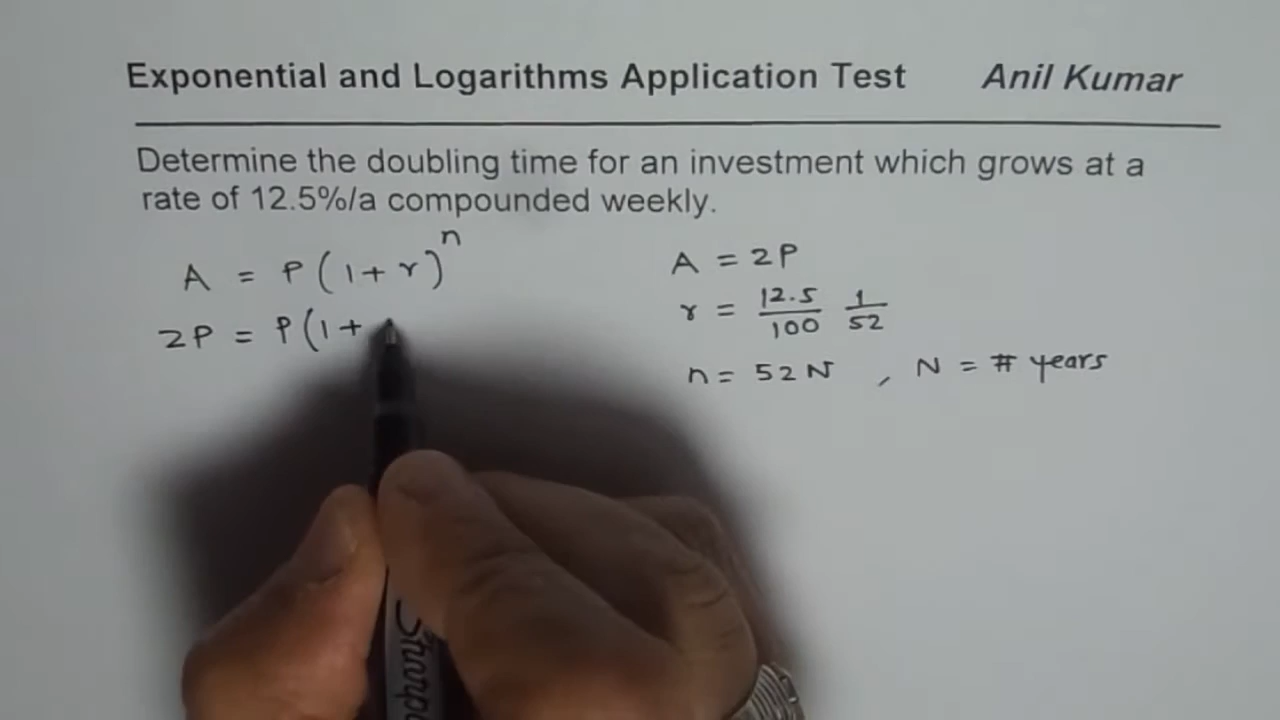 Exponential and Logarithms Application Test Anil Kumar
Determine the doubling time for an investment which grows at a
rate of 12.5%/a compounded weekly.
A = P(1+r)^n
2P = P(1+
A = 2P
r = 12.5/100 1/52
n = 52N , N = # years
Sharp